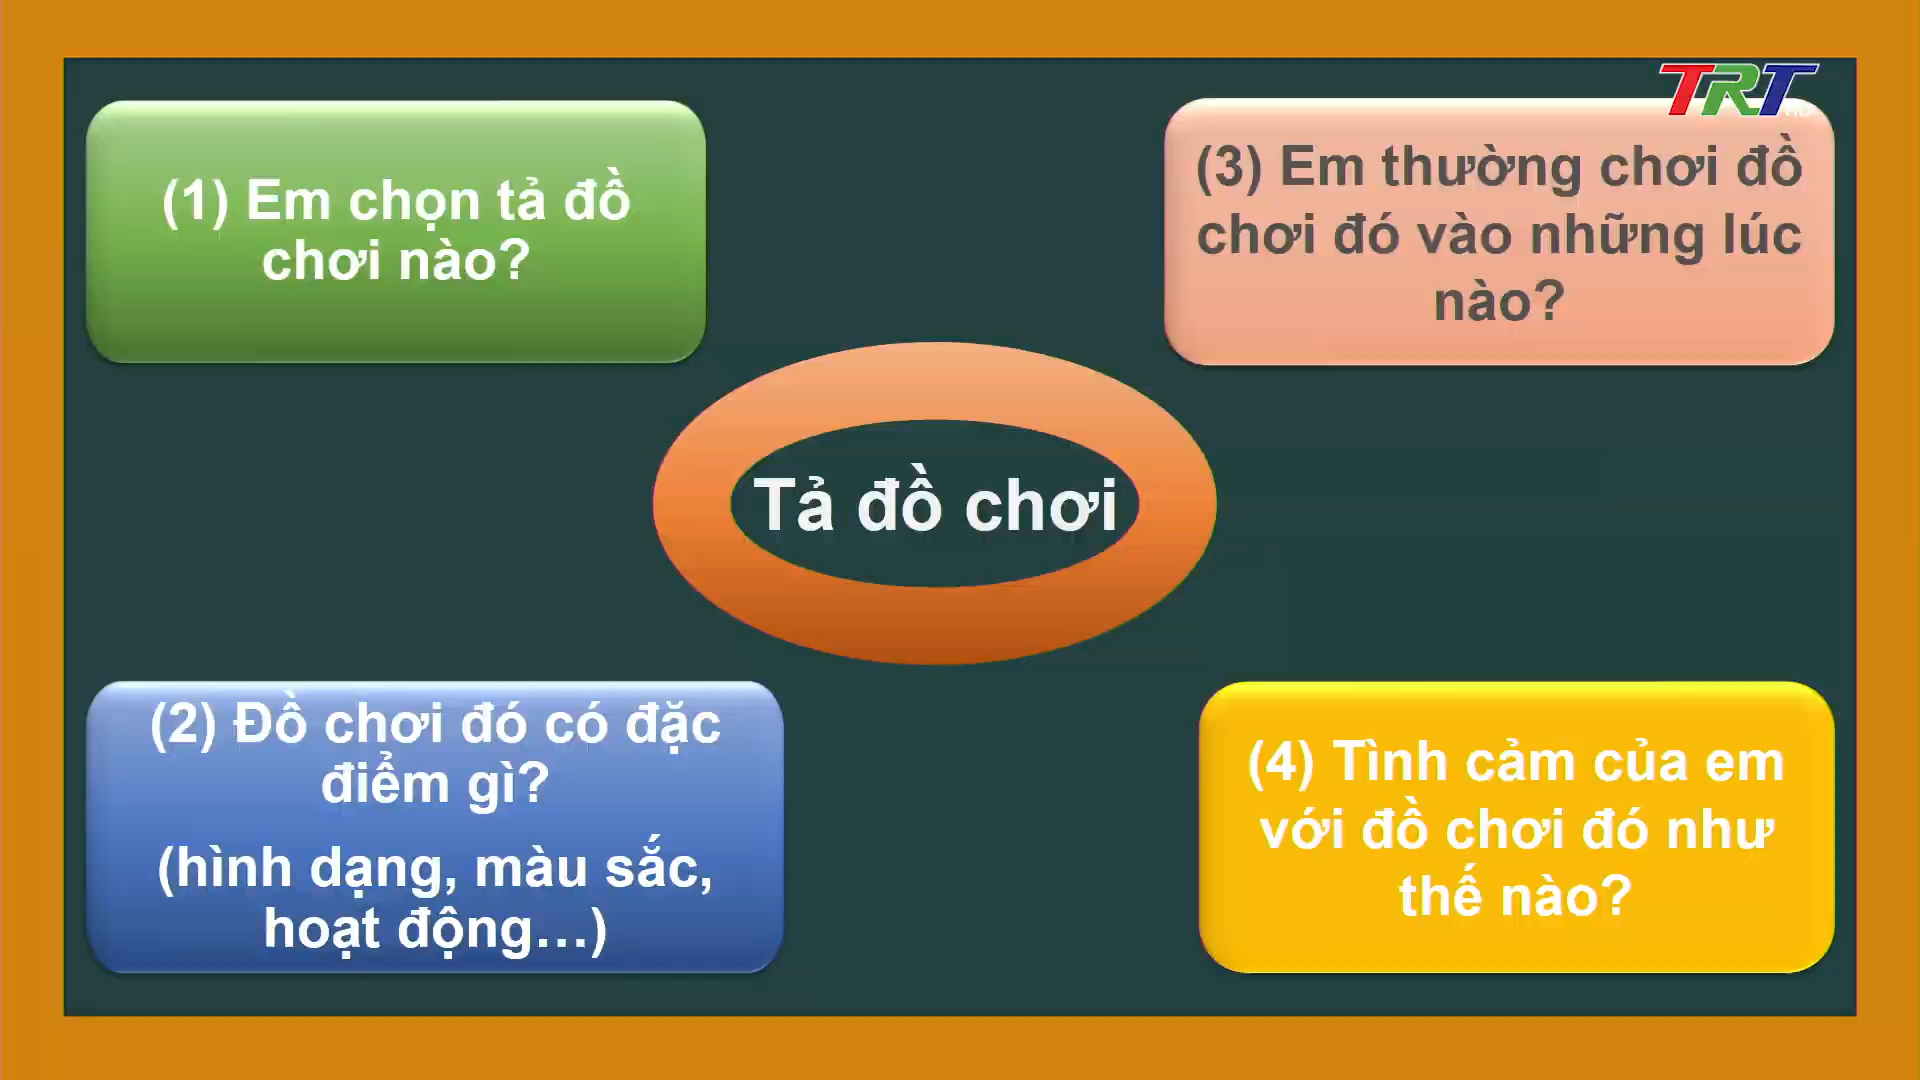 TRT
HD
(1) Em chọn tả đồ
chơi nào?
(3) Em thường chơi đồ
chơi đó vào những lúc
nào?
Tả đồ chơi
(2) Đồ chơi đó có đặc
điểm gì?
(hình dạng, màu sắc,
hoạt động...)
(4) Tình cảm của em
với đồ chơi đó như
thế nào?